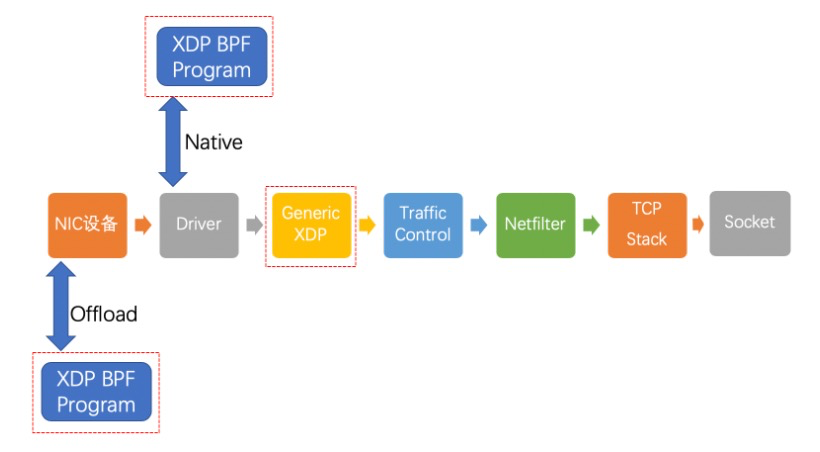 XDP BPF
Program
Native
NIC设备
Driver
Generic
XDP
Traffic
Control
Netfilter
TCP
Stack
Socket
Offload
XDP BPF
Program